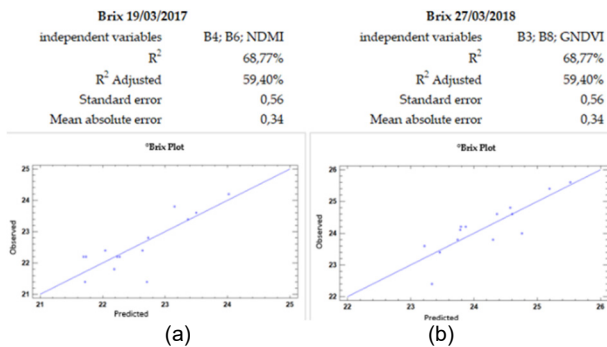 Brix 19/03/2017
independent variables B4; B6; NDMI
R² 68,77%
R² Adjusted 59,40%
Standard error 0,56
Mean absolute error 0,34
°Brix Plot
25
24
23
22
21
Observed
21 22 23 24 25
Predicted
(a)
Brix 27/03/2018
independent variables B3; B8; GNDVI
R² 68,77%
R² Adjusted 59,40%
Standard error 0,56
Mean absolute error 0,34
°Brix Plot
26
25
24
23
22
Observed
22 23 24 25 26
Predicted
(b)